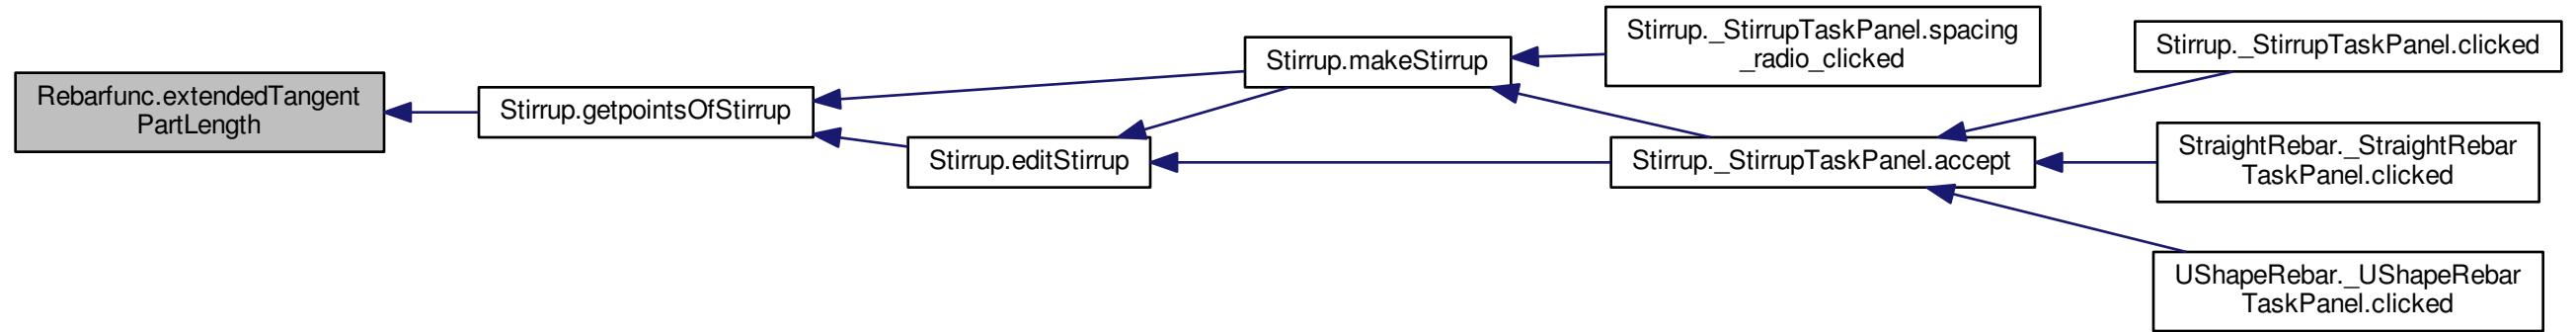 Rebarfunc.extendedTangent
PartLength
Stirrup.getpointsOfStirrup
Stirrup.makeStirrup
Stirrup.editStirrup
Stirrup._StirrupTaskPanel.spacing
_radio_clicked
Stirrup._StirrupTaskPanel.accept
Stirrup._StirrupTaskPanel.clicked
StraightRebar._StraightRebar
TaskPanel.clicked
UShapeRebar._UShapeRebar
TaskPanel.clicked